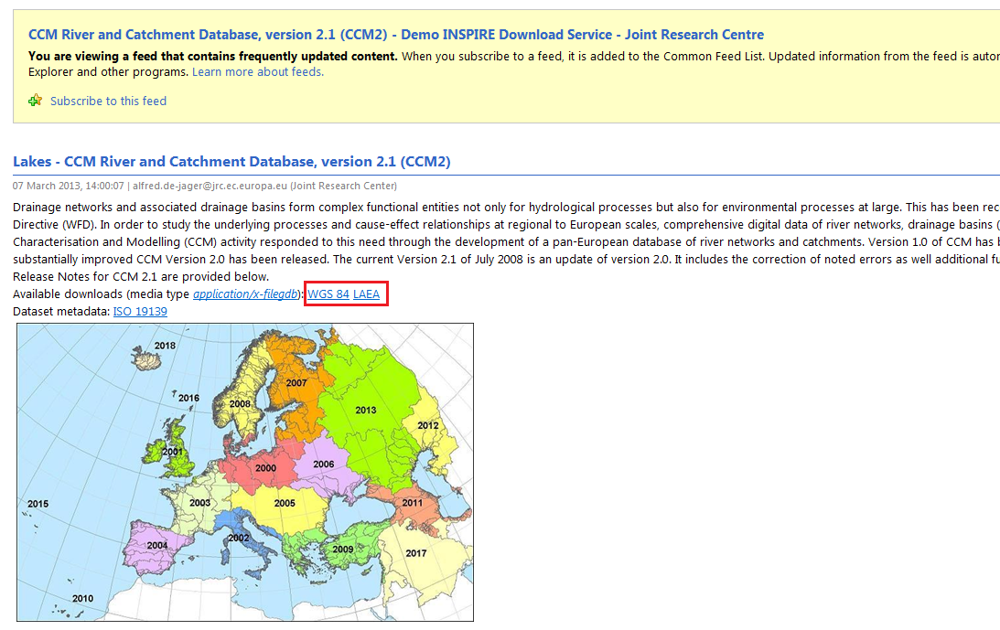 CCM River and Catchment Database, version 2.1 (CCM2) - Demo INSPIRE Download Service - Joint Research Centre
You are viewing a feed that contains frequently updated content. When you subscribe to a feed, it is added to the Common Feed List. Updated information from the feed is autor
Explorer and other programs. Learn more about feeds.
Subscribe to this feed
Lakes - CCM River and Catchment Database, version 2.1 (CCM2)
07 March 2013, 14:00:07 | alfred.de-jager@jrc.ec.europa.eu (Joint Research Center)
Drainage networks and associated drainage basins form complex functional entities not only for hydrological processes but also for environmental processes at large. This has been rec
Directive (WFD). In order to study the underlying processes and cause-effect relationships at regional to European scales, comprehensive digital data of river networks, drainage basins (
Characterisation and Modelling (CCM) activity responded to this need through the development of a pan-European database of river networks and catchments. Version 1.0 of CCM has b
substantially improved CCM Version 2.0 has been released. The current Version 2.1 of July 2008 is an update of version 2.0. It includes the correction of noted errors as well additional fu
Release Notes for CCM 2.1 are provided below.
Available downloads (media type application/x-filegdb): WGS 84 LAEA
Dataset metadata: ISO 19139
2018
2007
2016
2008
2013
2012
2001
2006
2000
2003
2005
2011
2015
2002
2004
2009
2017
2010